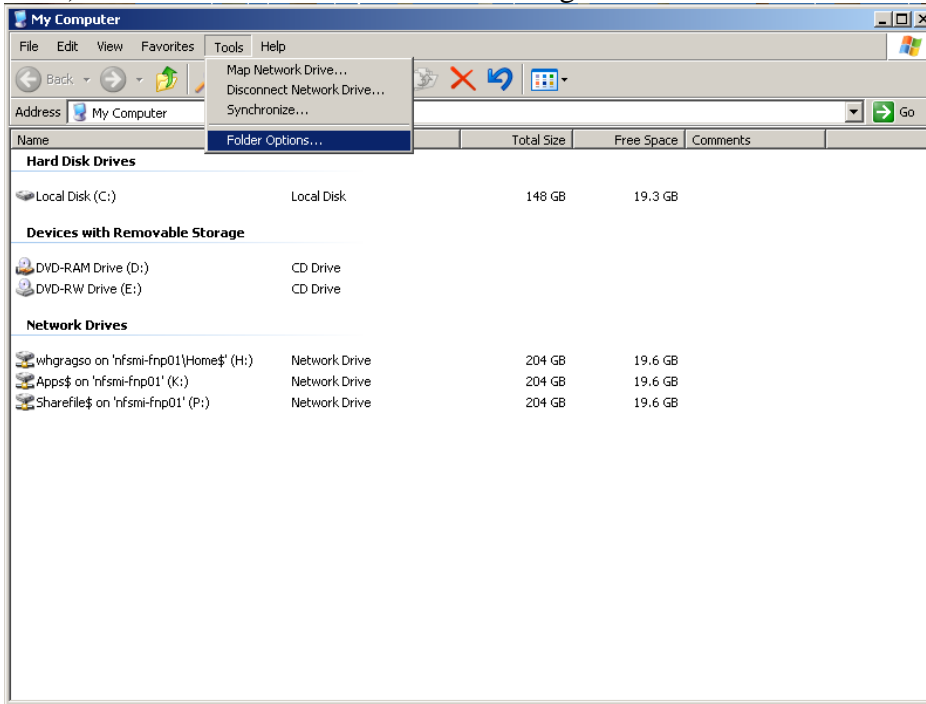 My Computer
File Edit View Favorites Tools Help
Back
Map Network Drive...
Disconnect Network Drive...
Synchronize...
Folder Options...
Address My Computer Go
Name Total Size Free Space Comments
Hard Disk Drives
Local Disk (C:) Local Disk 148 GB 19.3 GB
Devices with Removable Storage
DVD-RAM Drive (D:) CD Drive
DVD-RW Drive (E:) CD Drive
Network Drives
whgragso on 'nfsmi-fnp01\Home$' (H:) Network Drive 204 GB 19.6 GB
Apps$ on 'nfsmi-fnp01' (K:) Network Drive 204 GB 19.6 GB
Sharefile$ on 'nfsmi-fnp01' (P:) Network Drive 204 GB 19.6 GB